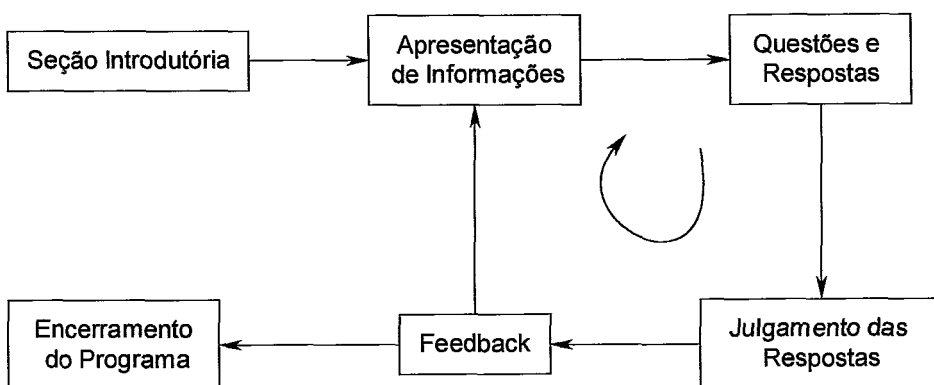 Seção Introdutória
Apresentação
de Informações
Questões e
Respostas
Encerramento
do Programa
Feedback
Julgamento das
Respostas